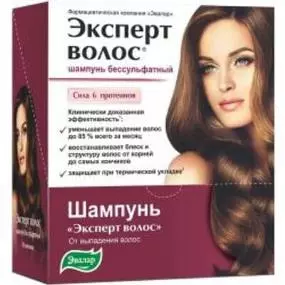 Фармацевтическая компания «Эвалар»
Эксперт
волос®
шампунь бессульфатный
Сила 6 протеинов
Клинически доказанная
эффективность*:
уменьшает выпадение волос
до 85 % всего за месяц
восстанавливает блеск и
структуру волос от корней
до самых кончиков
защищает при термической укладке
Шампунь
«Эксперт волос»
От выпадения волос
Эвалар
Эксперт волос